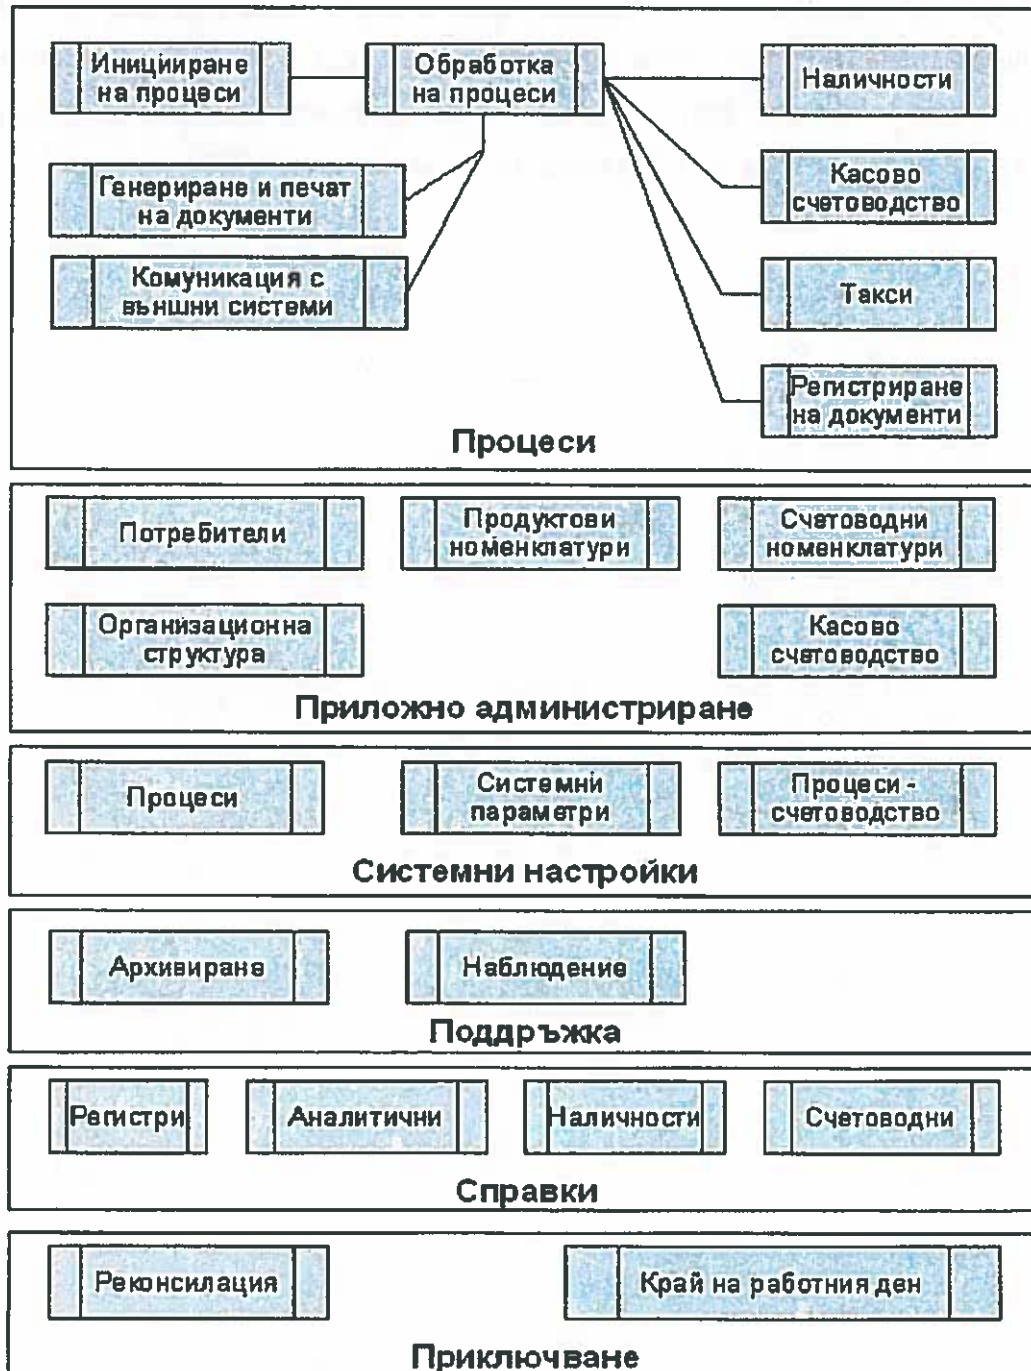 Иницииране
на процеси
Обработка
на процеси
Наличности
Генериране и печат
на документи
Касово
счетоводство
Комуникация с
външни системи
Такси
Регистриране
на документи
Процеси
Потребители
Продуктови
номенклатури
Счетоводни
номенклатури
Организационна
структура
Касово
счетоводство
Приложно администриране
Процеси
Системни
параметри
Процеси -
счетоводство
Системни настройки
Архивиране
Наблюдение
Поддръжка
Регистри
Аналитични
Наличности
Счетоводни
Справки
Реконсилация
Край на работния ден
Приключване